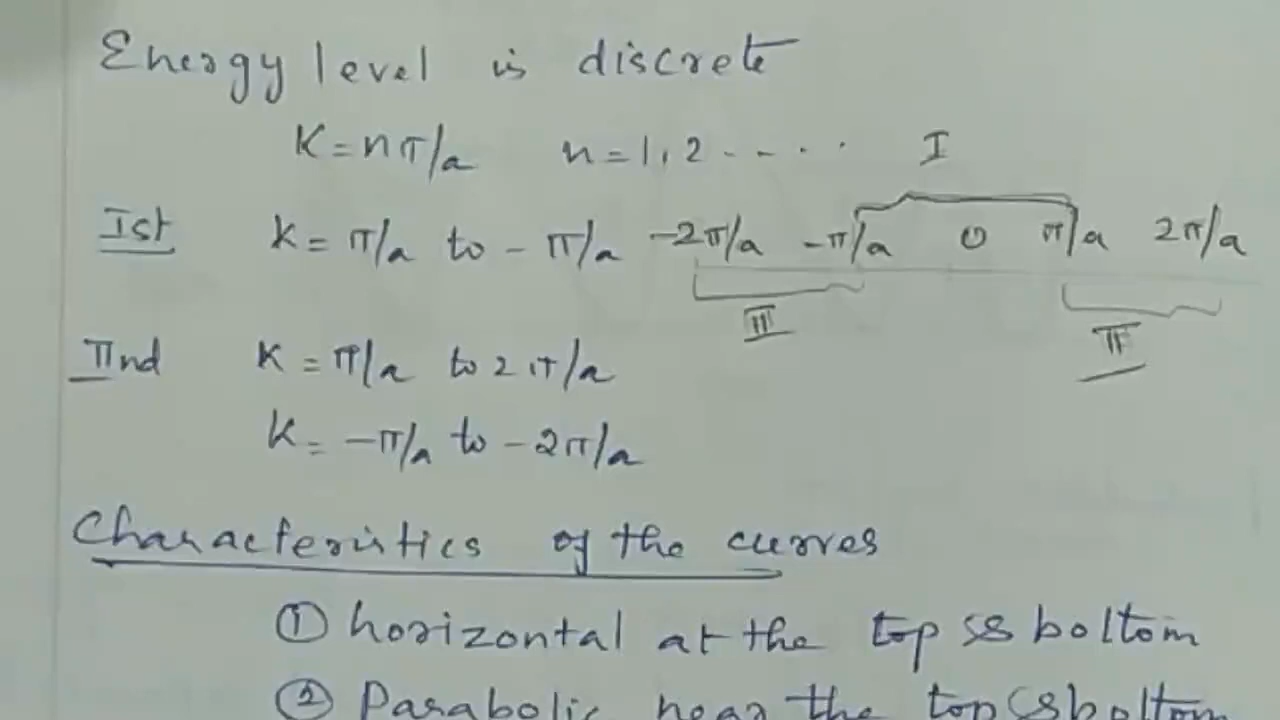 Energy level is discrete
K = nπ/a n = 1, 2 - - - - ·
I
Ist k = π/a to - π/a -2π/a -π/a 0 π/a 2π/a
II II
IInd K = π/a to 2π/a
K = -π/a to -2π/a
Characteristics of the curves
① horizontal at the top & bottom
② Parabolic near the top & bottom